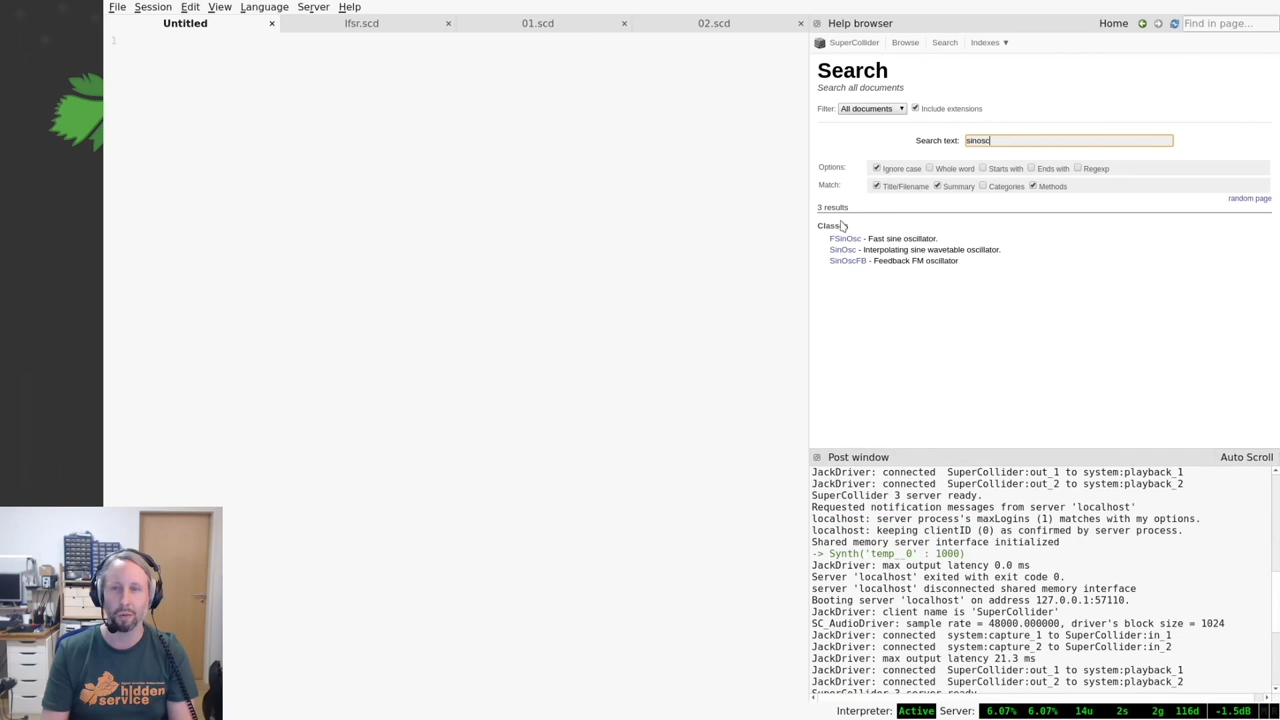 File Session Edit View Language Server Help
Untitled × lfsr.scd × 01.scd × 02.scd ×
1
Help browser Home Find in page...
SuperCollider Browse Search Indexes ▼
Search
Search all documents
Filter: All documents ▼ Include extensions
Search text: sinosc
Options: Ignore case Whole word Starts with Ends with Regexp
Match: Title/Filename Summary Categories Methods
random page
3 results
FSinOsc - Fast sine oscillator.
SinOsc - Interpolating sine wavetable oscillator.
SinOscFB - Feedback FM oscillator
Post window Auto Scroll
JackDriver: connected  SuperCollider:out_1 to system:playback_1
JackDriver: connected  SuperCollider:out_2 to system:playback_2
SuperCollider 3 server ready.
Requested notification messages from server 'localhost'
localhost: server process's maxLogins (1) matches with my options.
localhost: keeping clientID (0) as confirmed by server process.
Shared memory server interface initialized
-> Synth('temp__0' : 1000)
JackDriver: max output latency 0.0 ms
Server 'localhost' exited with exit code 0.
server 'localhost' disconnected shared memory interface
Booting server 'localhost' on address 127.0.0.1:57110.
JackDriver: client name is 'SuperCollider'
SC_AudioDriver: sample rate = 48000.000000, driver's block size = 1024
JackDriver: connected  system:capture_1 to SuperCollider:in_1
JackDriver: connected  system:capture_2 to SuperCollider:in_2
JackDriver: max output latency 21.3 ms
JackDriver: connected  SuperCollider:out_1 to system:playback_1
JackDriver: connected  SuperCollider:out_2 to system:playback_2
SuperCollider 3 server ready.
Interpreter: Active Server: 6.07% 6.07% 14u 2s 2g 116d -1.5dB
hidden
service